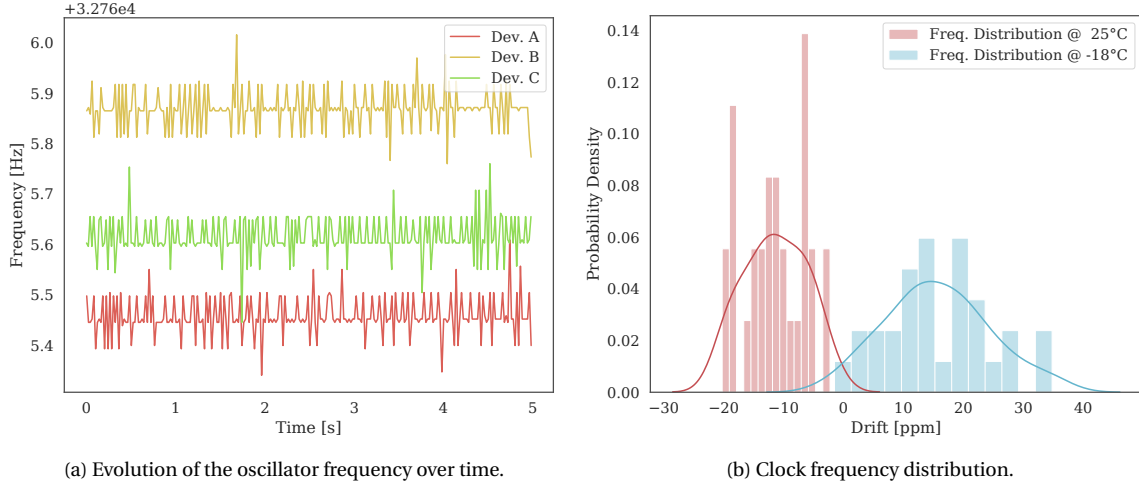 +3.276e4
6.0
5.9
5.8
5.7
5.6
5.5
5.4
Frequency [Hz]
Dev. A
Dev. B
Dev. C
0 1 2 3 4 5
Time [s]
(a) Evolution of the oscillator frequency over time.
0.14
0.12
0.10
0.08
0.06
0.04
0.02
0.00
Probability Density
Freq. Distribution @ 25°C
Freq. Distribution @ -18°C
−30 −20 −10 0 10 20 30 40
Drift [ppm]
(b) Clock frequency distribution.